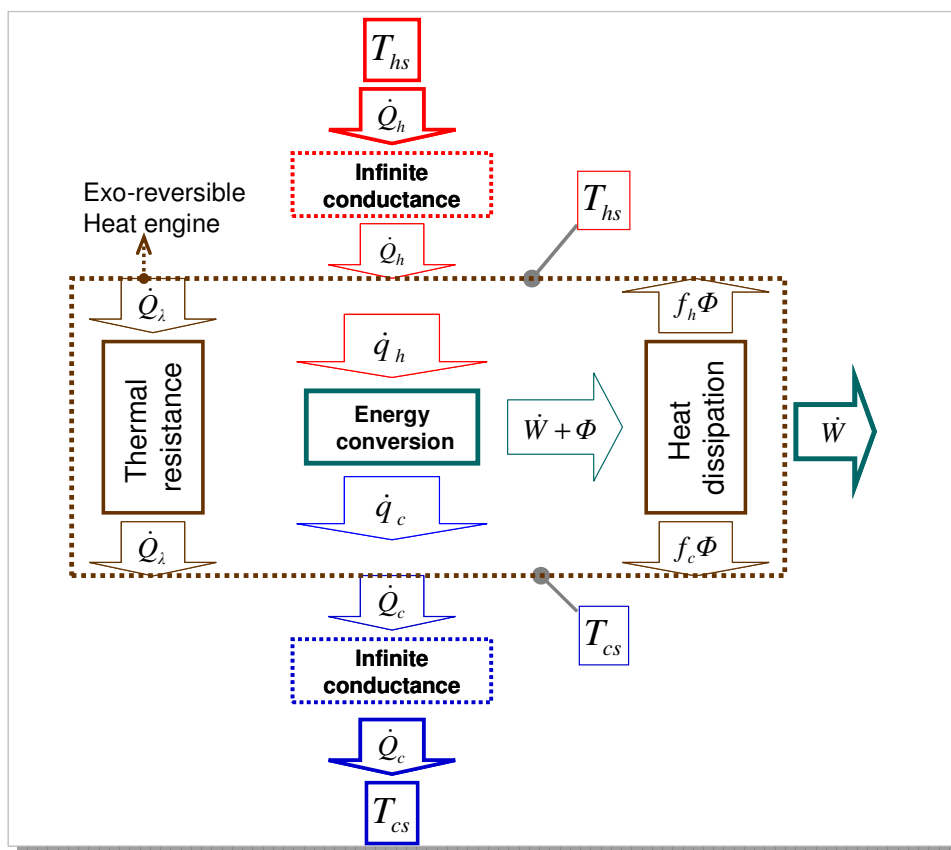 T_hs
Q̇_h
Infinite
conductance
Exo-reversible
Heat engine
T_hs
Q̇_h
Q̇_λ
f_h Φ
q̇_h
Thermal
resistance
Energy
conversion
Ẇ + Φ
Heat
dissipation
Ẇ
q̇_c
Q̇_λ
f_c Φ
Q̇_c
T_cs
Infinite
conductance
Q̇_c
T_cs